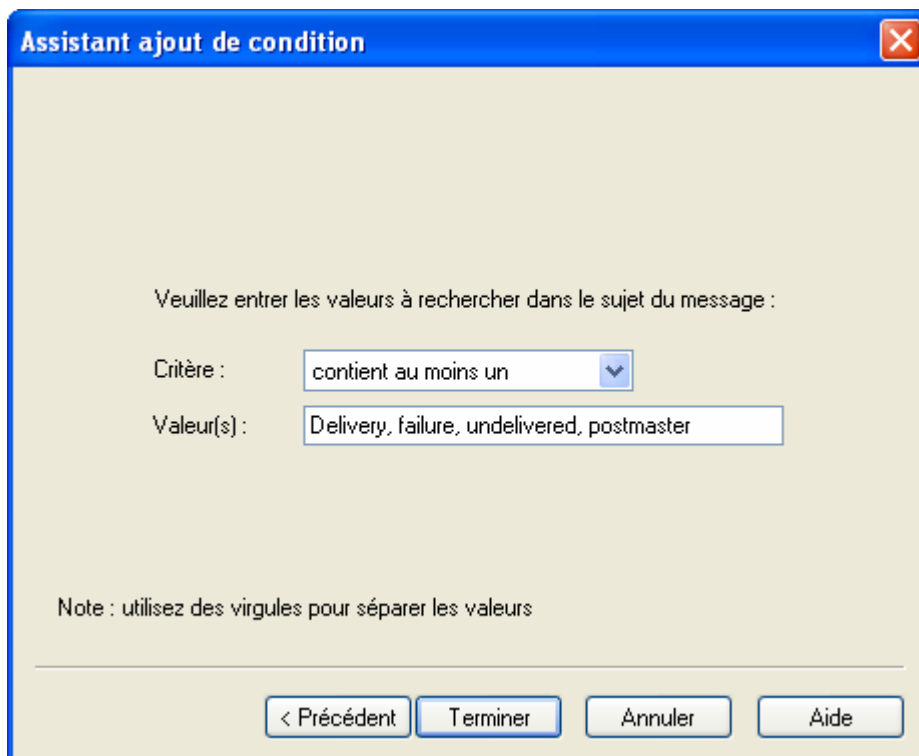 Assistant ajout de condition
Veuillez entrer les valeurs à rechercher dans le sujet du message :
Critère : contient au moins un
Valeur(s) : Delivery, failure, undelivered, postmaster
Note : utilisez des virgules pour séparer les valeurs
< Précédent Terminer Annuler Aide